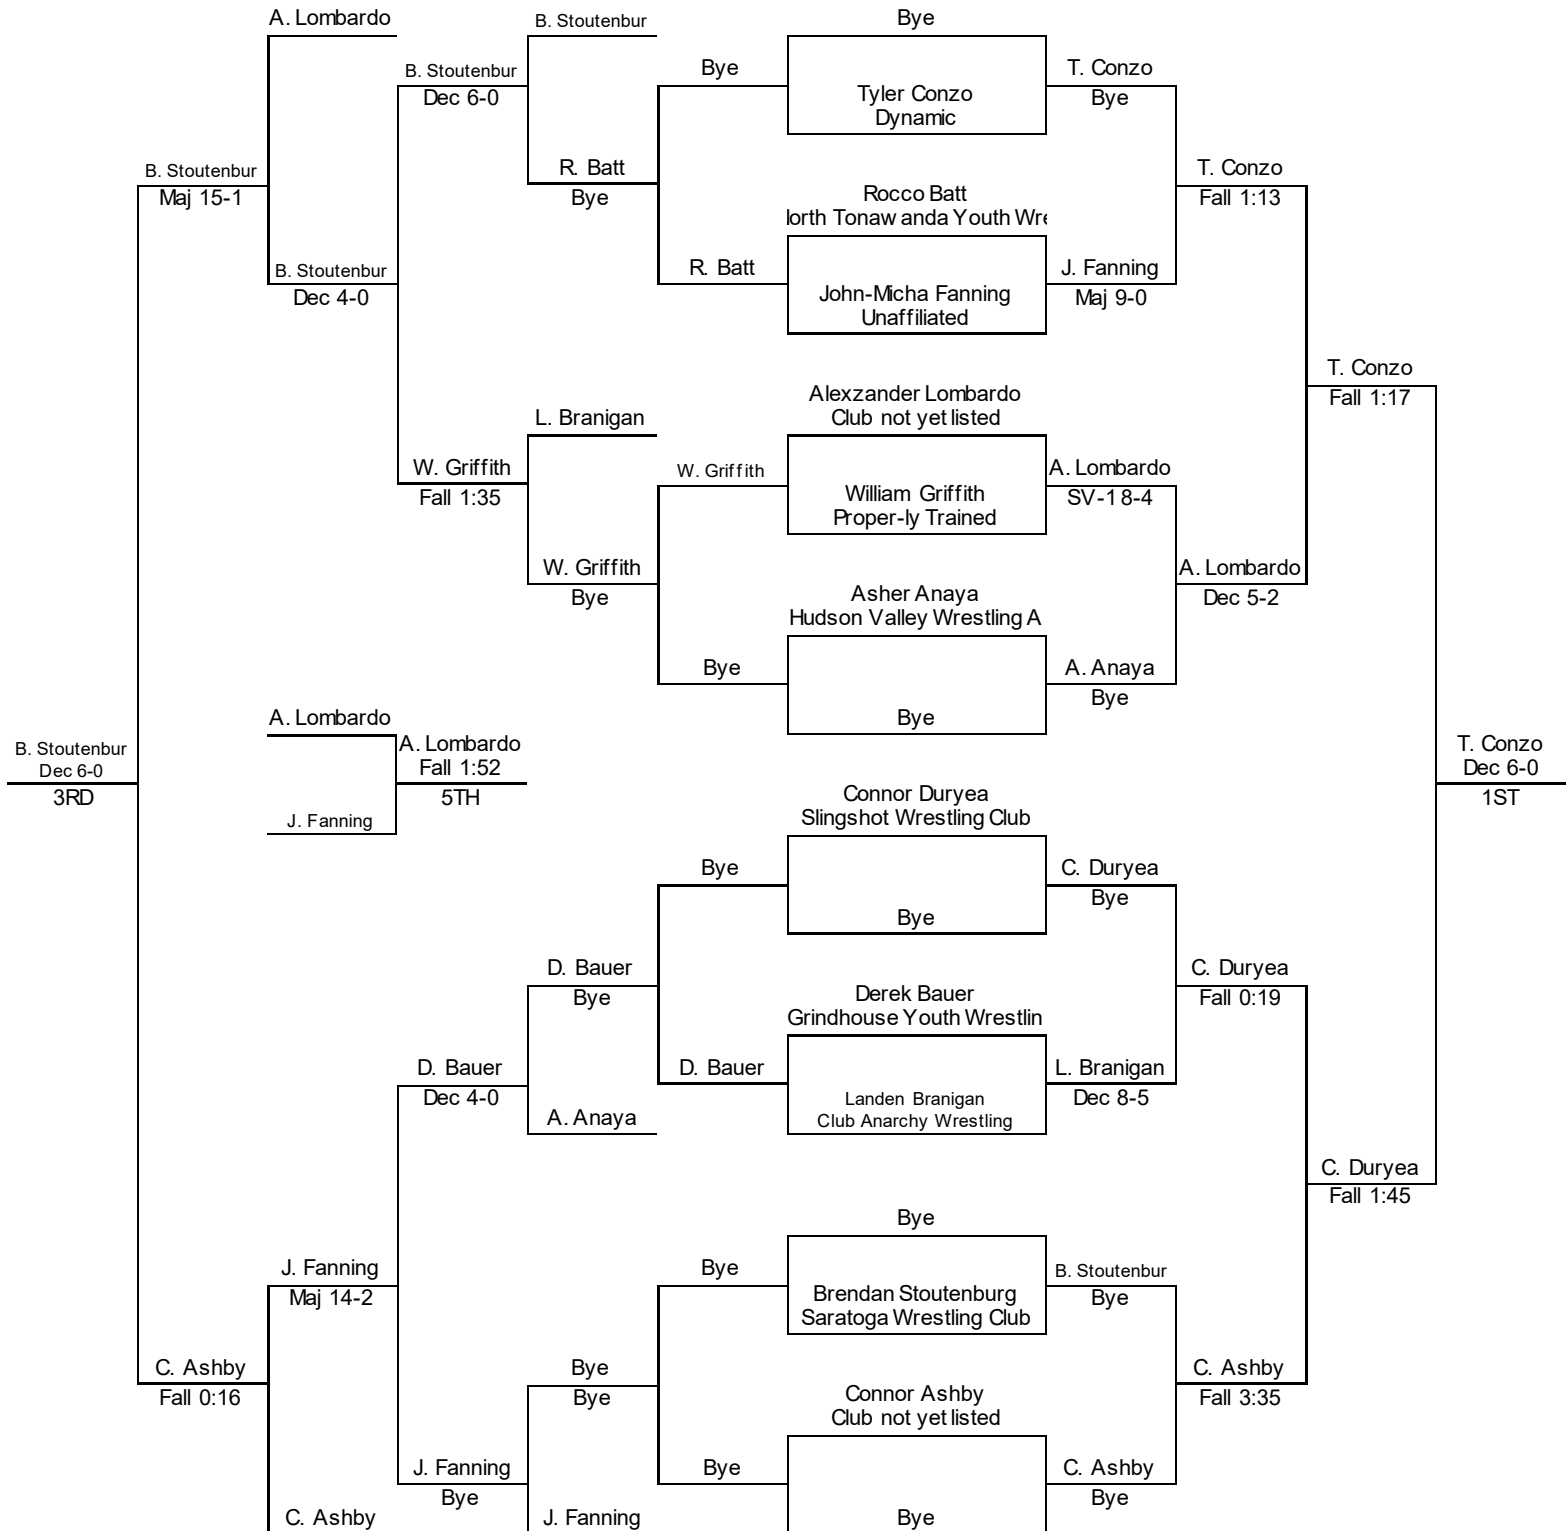 A. Lombardo
B. Stoutenbur
Bye
B. Stoutenbur
Dec 6-0
Bye
Tyler Conzo
Dynamic
T. Conzo
Bye
B. Stoutenbur
Maj 15-1
R. Batt
Bye
Rocco Batt
orth Tonawanda Youth Wre
T. Conzo
Fall 1:13
B. Stoutenbur
Dec 4-0
R. Batt
John-Micha Fanning
Unaffiliated
J. Fanning
Maj 9-0
L. Branigan
Alexzander Lombardo
Club not yet listed
T. Conzo
Fall 1:17
W. Griffith
Fall 1:35
W. Griffith
William Griffith
Proper-ly Trained
A. Lombardo
SV-1 8-4
W. Griffith
Bye
Asher Anaya
Hudson Valley Wrestling A
A. Lombardo
Dec 5-2
Bye
Bye
A. Anaya
Bye
A. Lombardo
B. Stoutenbur
Dec 6-0
3RD
A. Lombardo
Fall 1:52
5TH
J. Fanning
T. Conzo
Dec 6-0
1ST
Connor Duryea
Slingshot Wrestling Club
Bye
Bye
C. Duryea
Bye
D. Bauer
Bye
Derek Bauer
Grindhouse Youth Wrestlin
C. Duryea
Fall 0:19
D. Bauer
Dec 4-0
D. Bauer
Landen Branigan
Club Anarchy Wrestling
L. Branigan
Dec 8-5
A. Anaya
C. Duryea
Fall 1:45
Bye
J. Fanning
Maj 14-2
Bye
Brendan Stoutenburg
Saratoga Wrestling Club
B. Stoutenbur
Bye
C. Ashby
Fall 0:16
Bye
Bye
Connor Ashby
Club not yet listed
C. Ashby
Fall 3:35
J. Fanning
Bye
Bye
C. Ashby
Bye
C. Ashby
J. Fanning
Bye